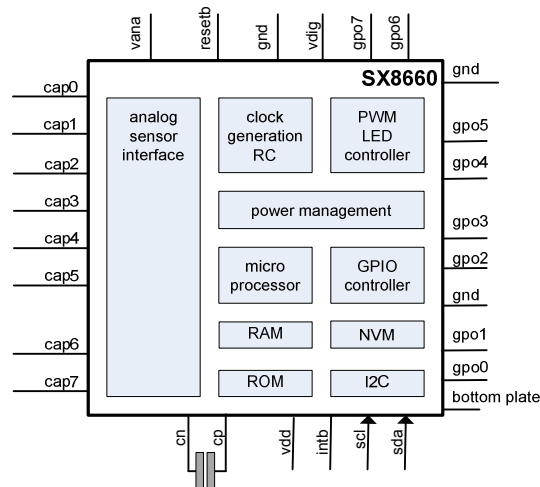 vana
resetb
gnd
vdig
gpo7
gpo6
SX8660
cap0
cap1
cap2
cap3
cap4
cap5
cap6
cap7
analog
sensor
interface
clock
generation
RC
PWM
LED
controller
power management
micro
processor
GPIO
controller
RAM
NVM
ROM
I2C
gnd
gpo5
gpo4
gpo3
gpo2
gnd
gpo1
gpo0
bottom plate
cn
cp
vdd
intb
scl
sda